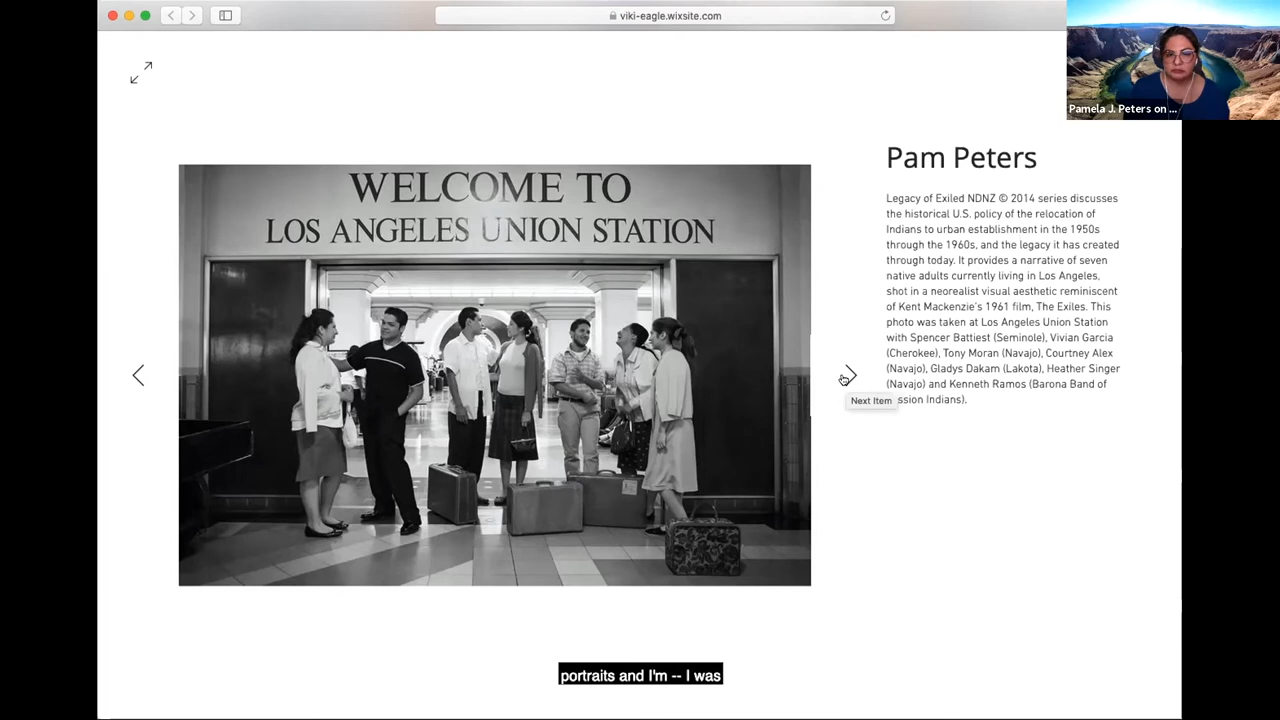 viki-eagle.wixsite.com
Pamela J. Peters on ...
WELCOME TO
LOS ANGELES UNION STATION
Pam Peters
Legacy of Exiled NDNZ © 2014 series discusses
the historical U.S. policy of the relocation of
Indians to urban establishment in the 1950s
through the 1960s, and the legacy it has created
through today. It provides a narrative of seven
native adults currently living in Los Angeles,
shot in a neorealist visual aesthetic reminiscent
of Kent Mackenzie's 1961 film, The Exiles. This
photo was taken at Los Angeles Union Station
with Spencer Battiest (Seminole), Vivian Garcia
(Cherokee), Tony Moran (Navajo), Courtney Alex
(Navajo), Gladys Dakam (Lakota), Heather Singer
(Navajo) and Kenneth Ramos (Barona Band of
ssion Indians).
Next Item
portraits and I'm -- I was